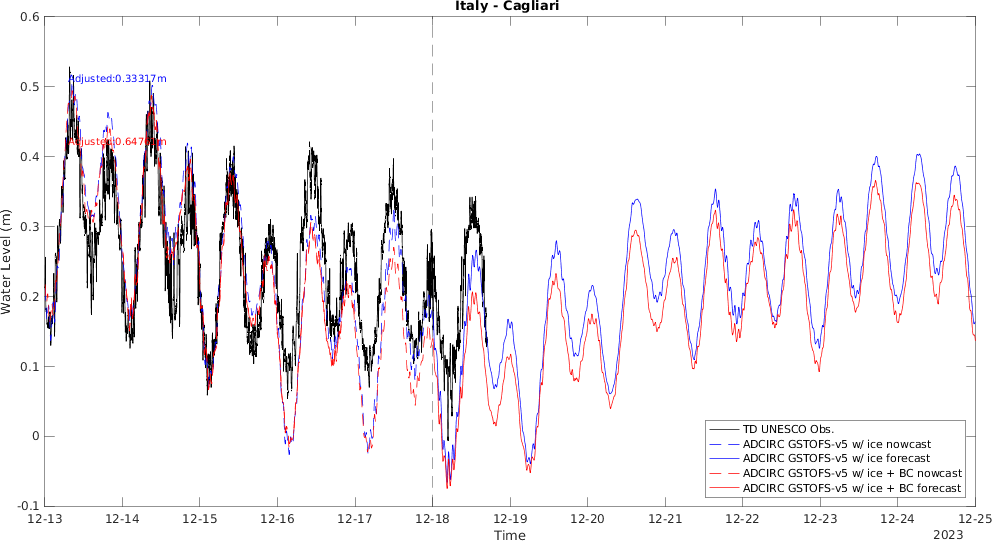 Italy - Cagliari
Water Level (m)
0.6
0.5
0.4
0.3
0.2
0.1
0
-0.1
Adjusted:0.33317m
12-13
12-14
12-15
12-16
12-17
12-18
12-19
12-20
12-21
12-22
12-23
12-24
12-25
Time
2023
TD UNESCO Obs.
ADCIRC GSTOFS-v5 w/ ice nowcast
ADCIRC GSTOFS-v5 w/ ice forecast
ADCIRC GSTOFS-v5 w/ ice + BC nowcast
ADCIRC GSTOFS-v5 w/ ice + BC forecast